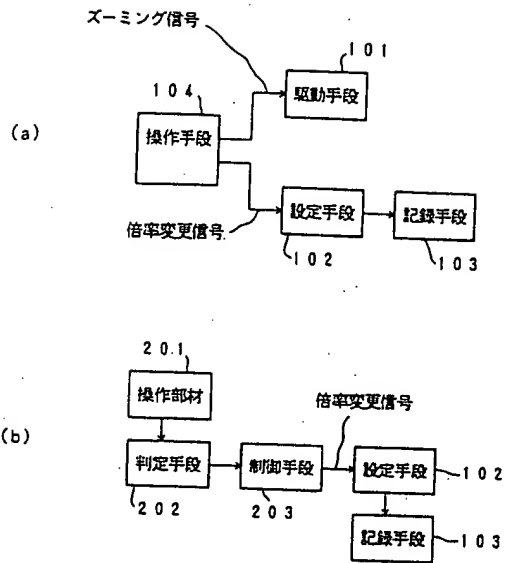 ズーミング信号
101
駆動手段
104
操作手段
(a)
倍率変更信号
設定手段
記録手段
102
103
20.1
操作部材
倍率変更信号
(b)
判定手段
制御手段
設定手段
102
202
203
記録手段
103